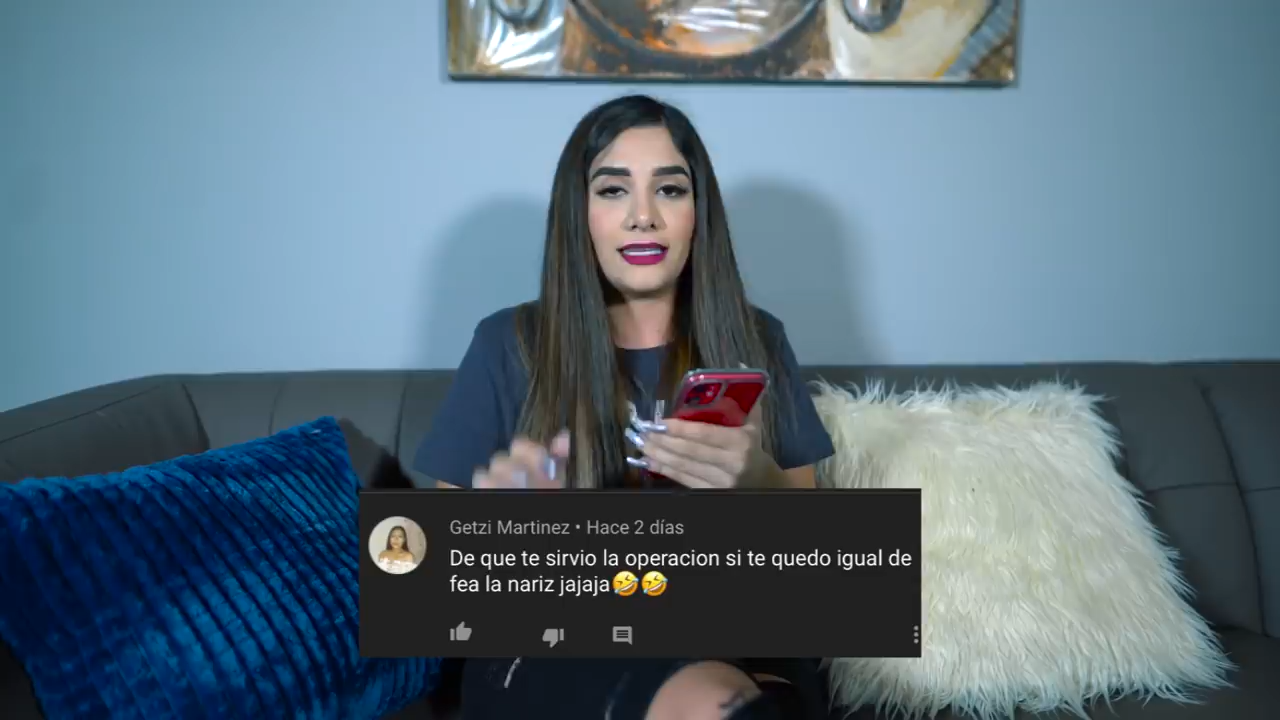 Getzi Martinez • Hace 2 días
De que te sirvio la operacion si te quedo igual de
fea la nariz jajaja🤣🤣